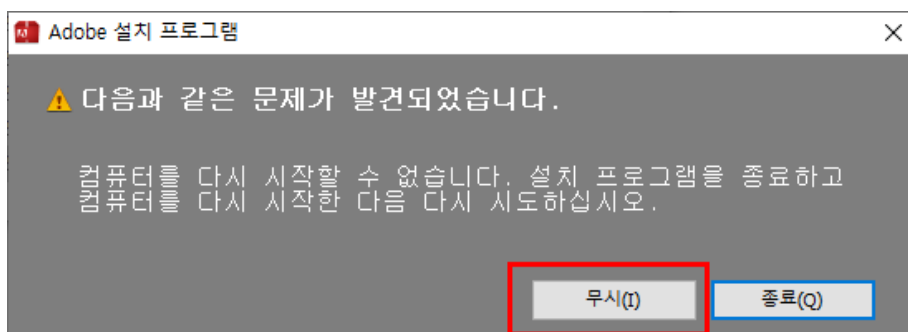 Adobe 설치 프로그램
다음과 같은 문제가 발견되었습니다.
컴퓨터를 다시 시작할 수 없습니다. 설치 프로그램을 종료하고
컴퓨터를 다시 시작한 다음 다시 시도하십시오.
무시(I) 종료(Q)